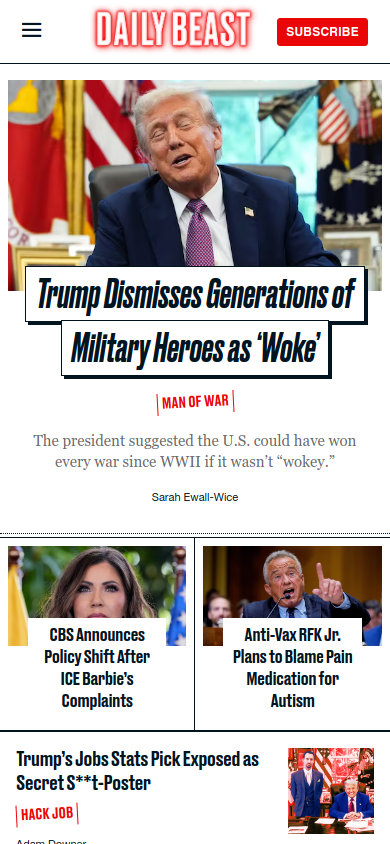 DAILY BEAST
SUBSCRIBE
Trump Dismisses Generations of
Military Heroes as ‘Woke’
MAN OF WAR
The president suggested the U.S. could have won
every war since WWII if it wasn’t “wokey.”
Sarah Ewall-Wice
CBS Announces
Policy Shift After
ICE Barbie’s
Complaints
Anti-Vax RFK Jr.
Plans to Blame Pain
Medication for
Autism
Trump’s Jobs Stats Pick Exposed as
Secret S**t-Poster
HACK JOB
Adam Downer